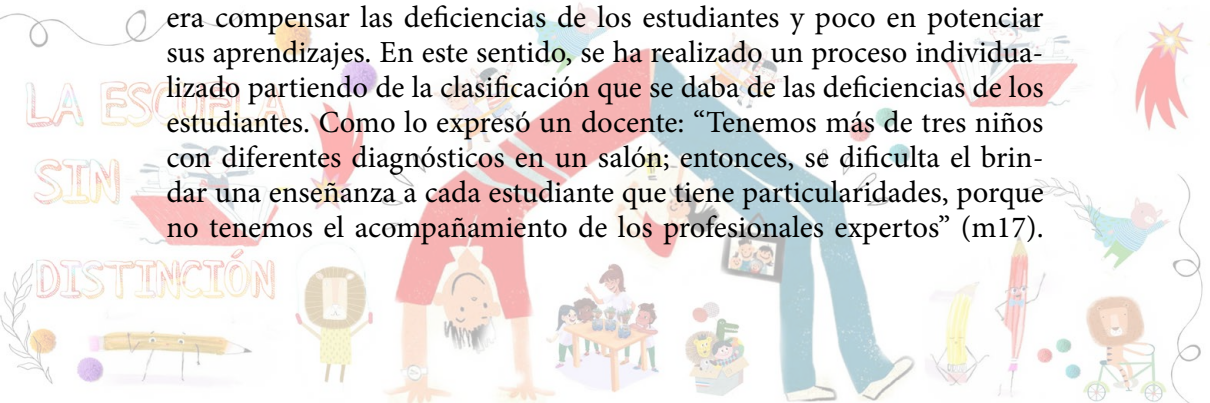 era compensar las deficiencias de los estudiantes y poco en potenciar
sus aprendizajes. En este sentido, se ha realizado un proceso individua-
lizado partiendo de la clasificación que se daba de las deficiencias de los
estudiantes. Como lo expresó un docente: “Tenemos más de tres niños
con diferentes diagnósticos en un salón; entonces, se dificulta el brin-
dar una enseñanza a cada estudiante que tiene particularidades, porque
no tenemos el acompañamiento de los profesionales expertos” (m17).
LA ESCUELA
SIN
DISTINCIÓN